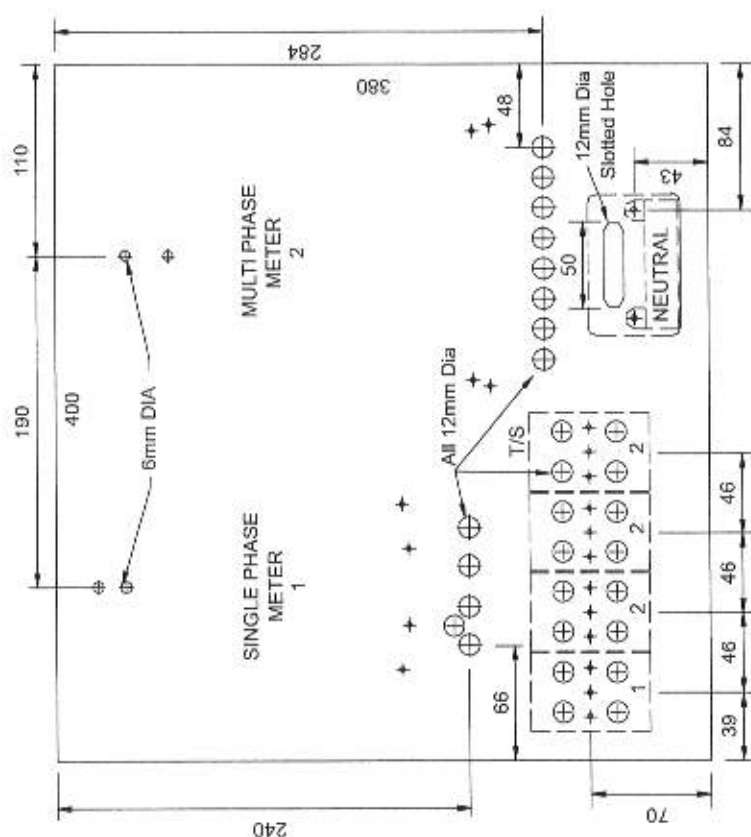 110
190
400
6mm DIA
284
380
MULTI PHASE
METER
2
SINGLE PHASE
METER
1
48
12mm Dia
Slotted Hole
All 12mm Dia
50
T/S
NEUTRAL
43
84
66
1
2
2
2
39
46
46
46
240
70